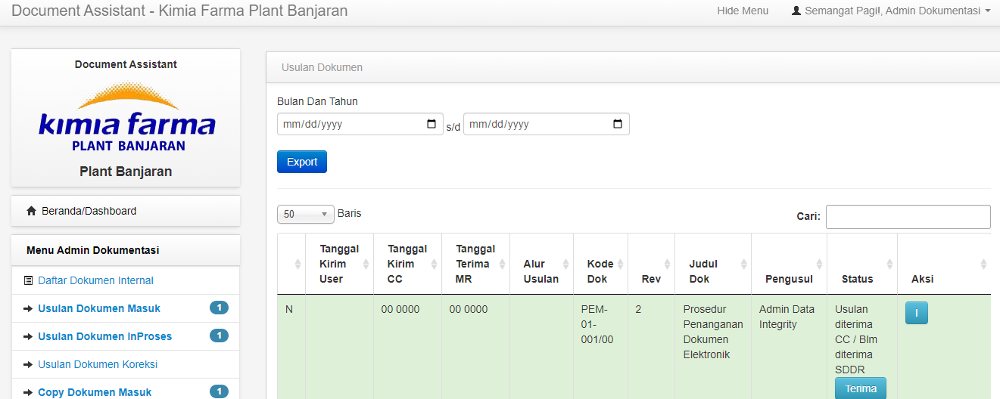 Document Assistant - Kimia Farma Plant Banjaran
Hide Menu
Semangat Pagi!, Admin Dokumentasi
Document Assistant
kimia farma
PLANT BANJARAN
Plant Banjaran
Beranda/Dashboard
Menu Admin Dokumentasi
Daftar Dokumen Internal
Usulan Dokumen Masuk 1
Usulan Dokumen InProses 1
Usulan Dokumen Koreksi
Copy Dokumen Masuk 1
Usulan Dokumen
Bulan Dan Tahun
mm/dd/yyyy s/d mm/dd/yyyy
Export
50 Baris
Cari:
Tanggal
Kirim
User
Tanggal
Kirim
CC
Tanggal
Terima
MR
Alur
Usulan
Kode
Dok
Rev
Judul
Dok
Pengusul
Status
Aksi
N
00 0000
00 0000
PEM-
01-
001/00
2
Prosedur
Penanganan
Dokumen
Elektronik
Admin Data
Integrity
Usulan
diterima
CC / Blm
diterima
SDDR
Terima
I